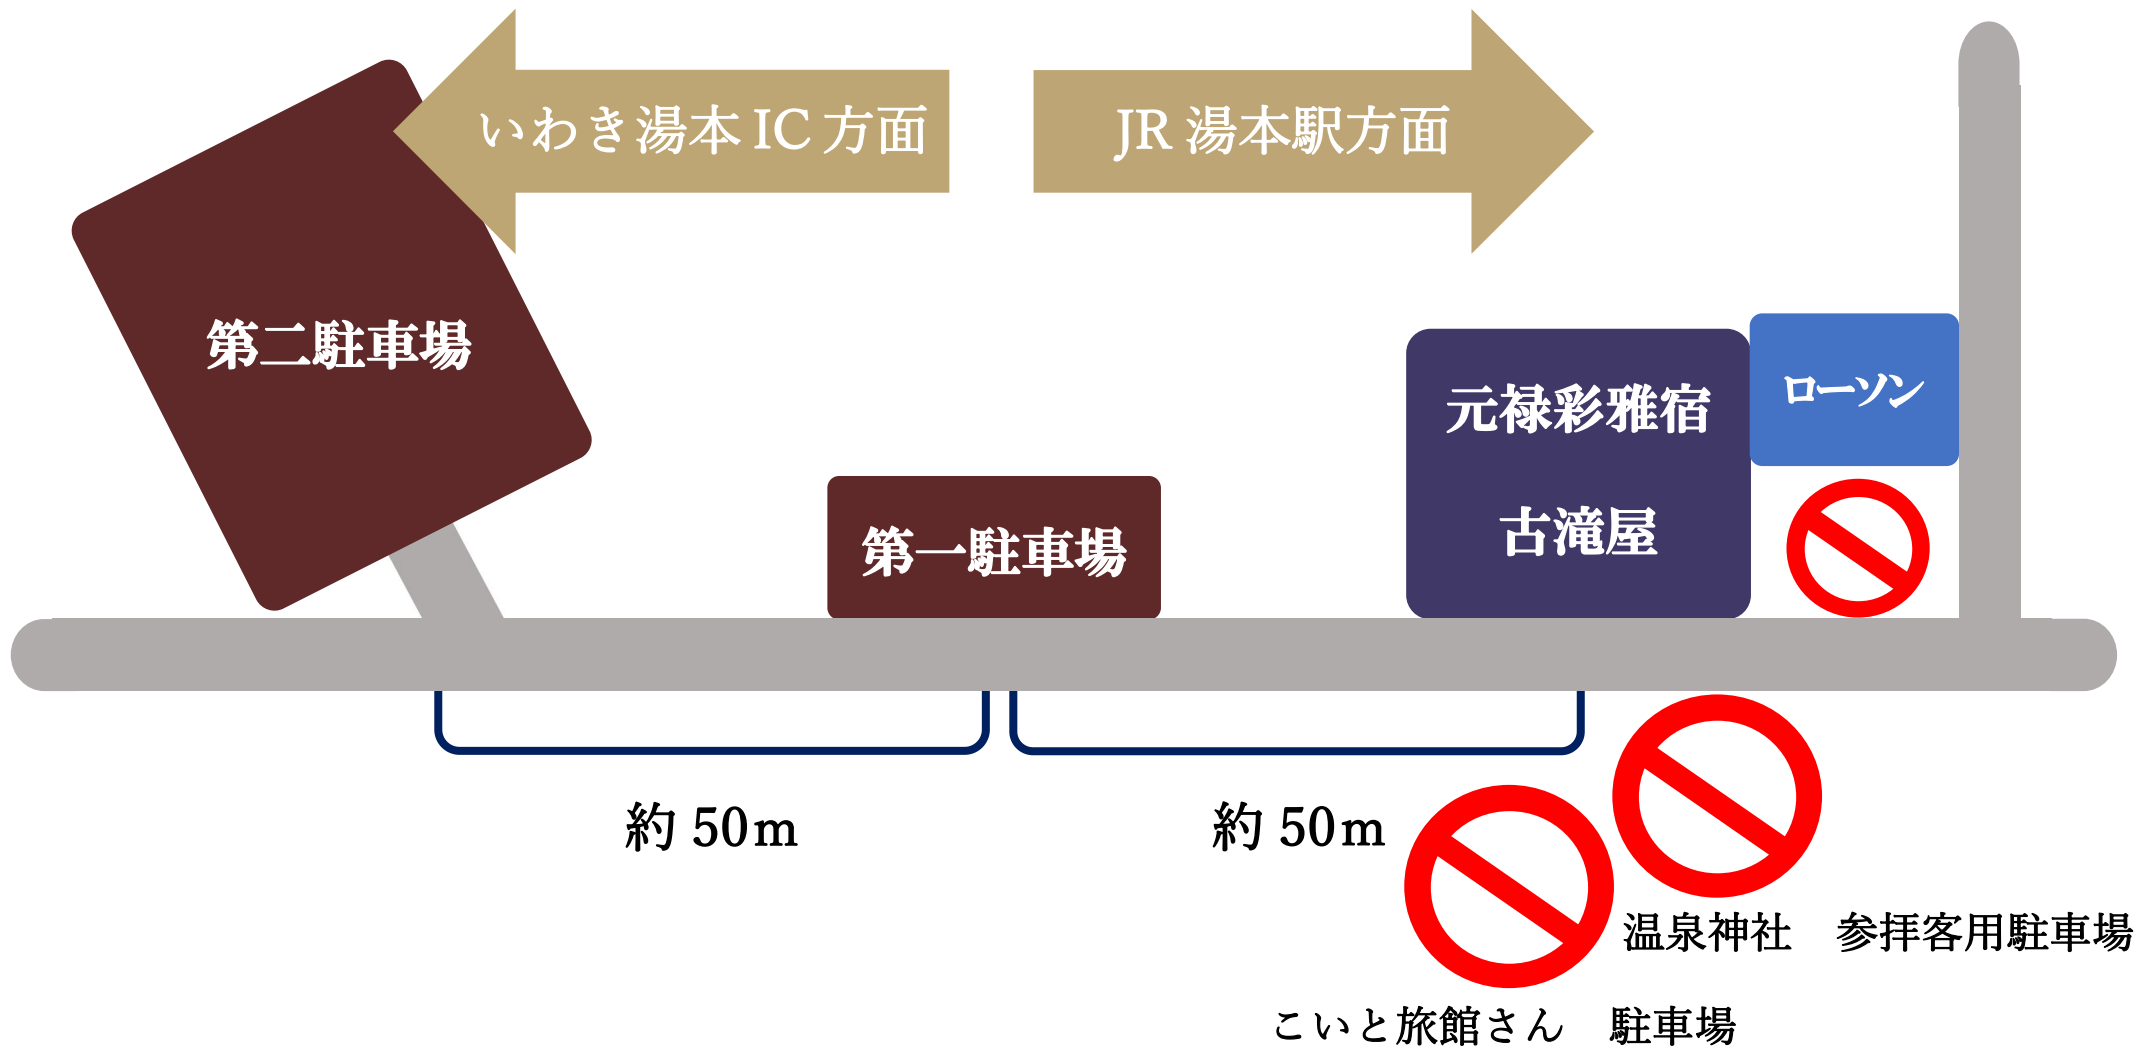 いわき湯本IC方面
JR湯本駅方面
第二駐車場
元禄彩雅宿
古滝屋
ローソン
第一駐車場
約50m
約50m
温泉神社　参拝客用駐車場
こいと旅館さん　駐車場